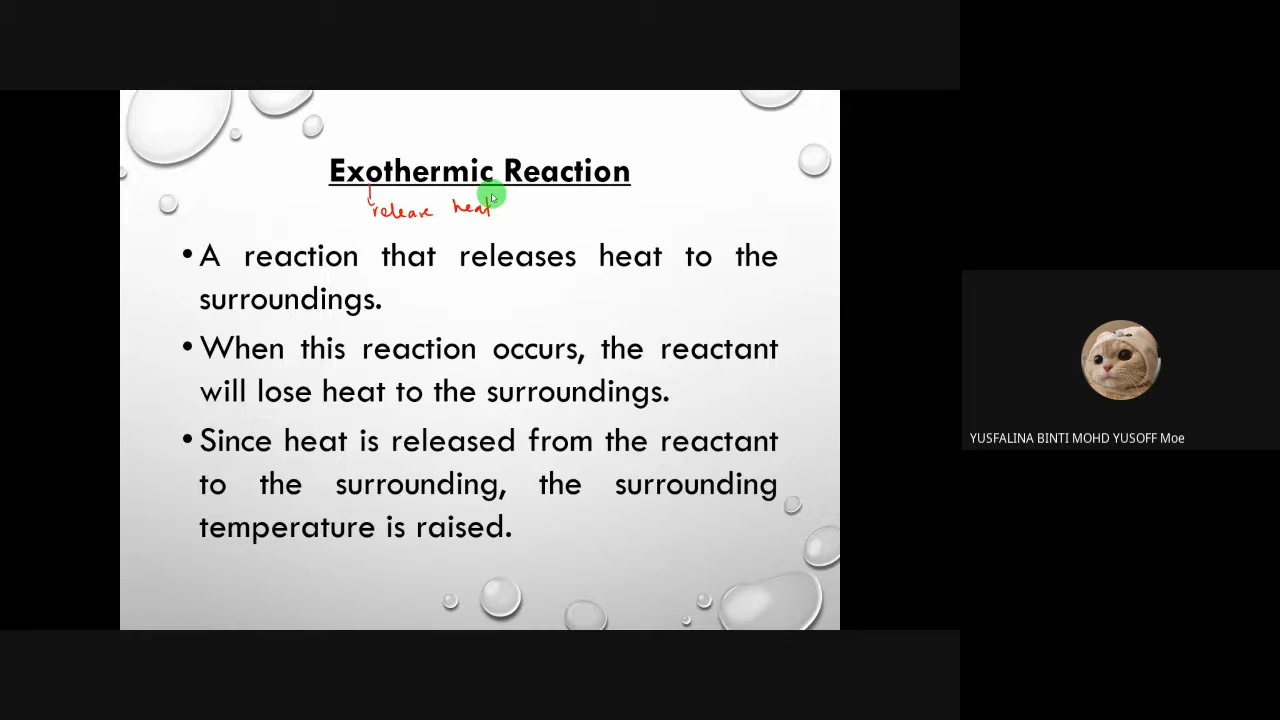 Exothermic Reaction
release heat
• A reaction that releases heat to the
surroundings.
• When this reaction occurs, the reactant
will lose heat to the surroundings.
• Since heat is released from the reactant
to the surrounding, the surrounding
temperature is raised.
YUSFALINA BINTI MOHD YUSOFF Moe